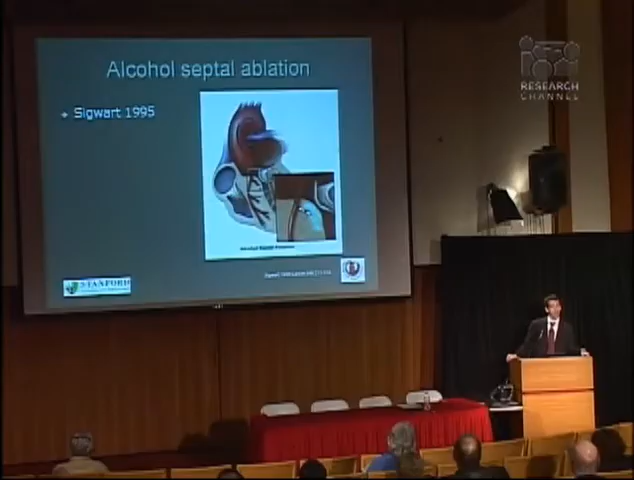 Alcohol septal ablation
Sigwart 1995
STANFORD
RESEARCH
CHANNEL